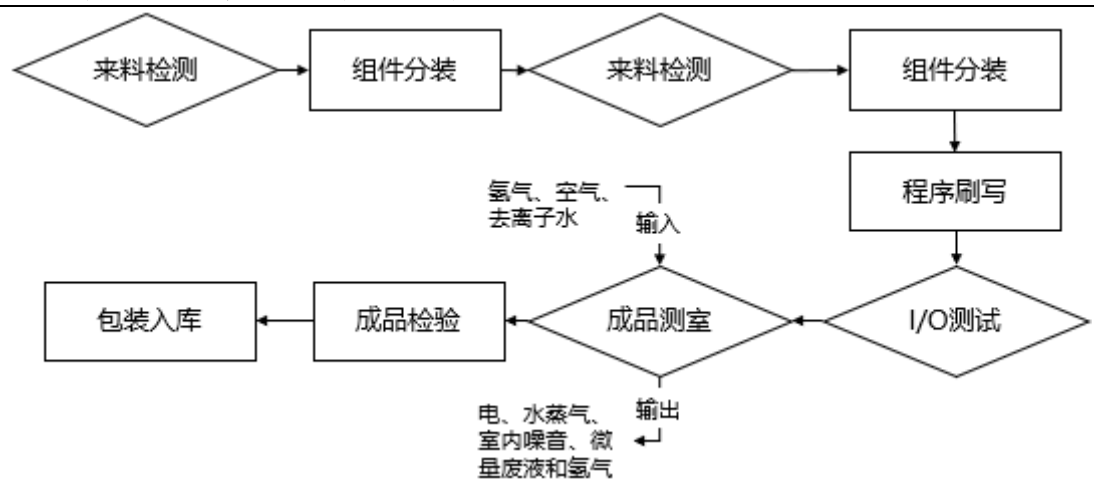 来料检测
组件分装
来料检测
组件分装
程序刷写
氢气、空气、
去离子水
输入
包装入库
成品检验
成品测室
I/O测试
输出
电、水蒸气、
室内噪音、微
量废液和氢气